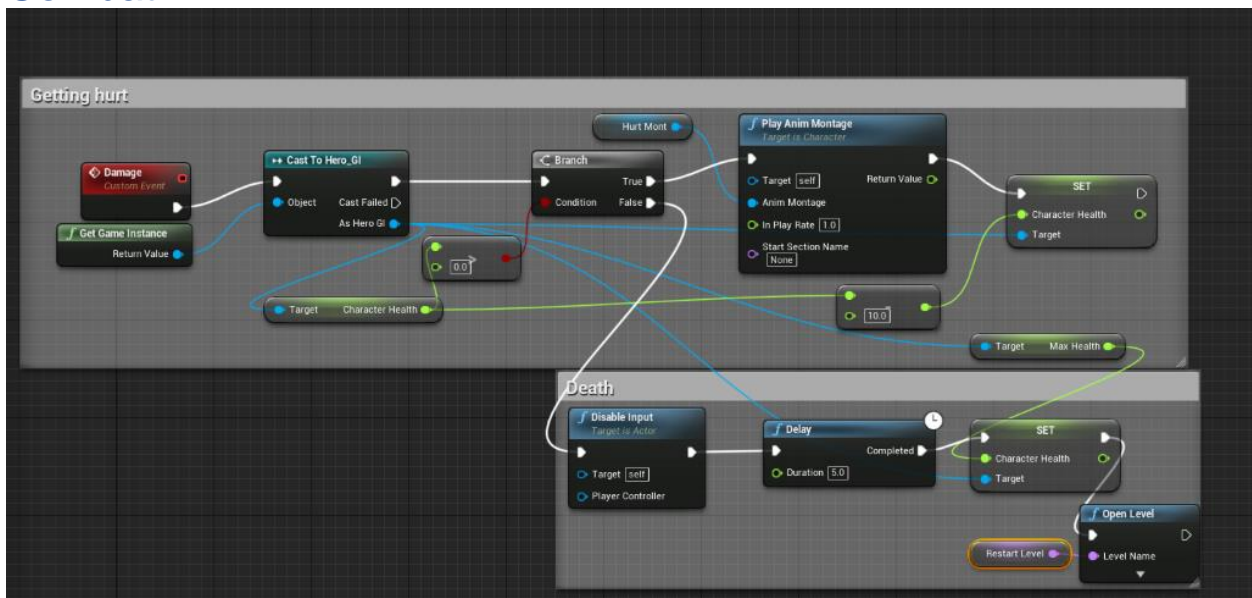 Getting hurt
Damage
Custom Event
Get Game Instance
Return Value
Cast To Hero_GI
Object
Cast Failed
As Hero GI
Target
Character Health
>
0.0
Branch
True
Condition
False
Hurt Mont
Play Anim Montage
Target is Character
Target
self
Return Value
Anim Montage
In Play Rate
1.0
Start Section Name
None
10.0
SET
Character Health
Target
Target
Max Health
Death
Disable Input
Target is Actor
Target
self
Player Controller
Delay
Completed
Duration
5.0
SET
Character Health
Target
Restart Level
Open Level
Level Name